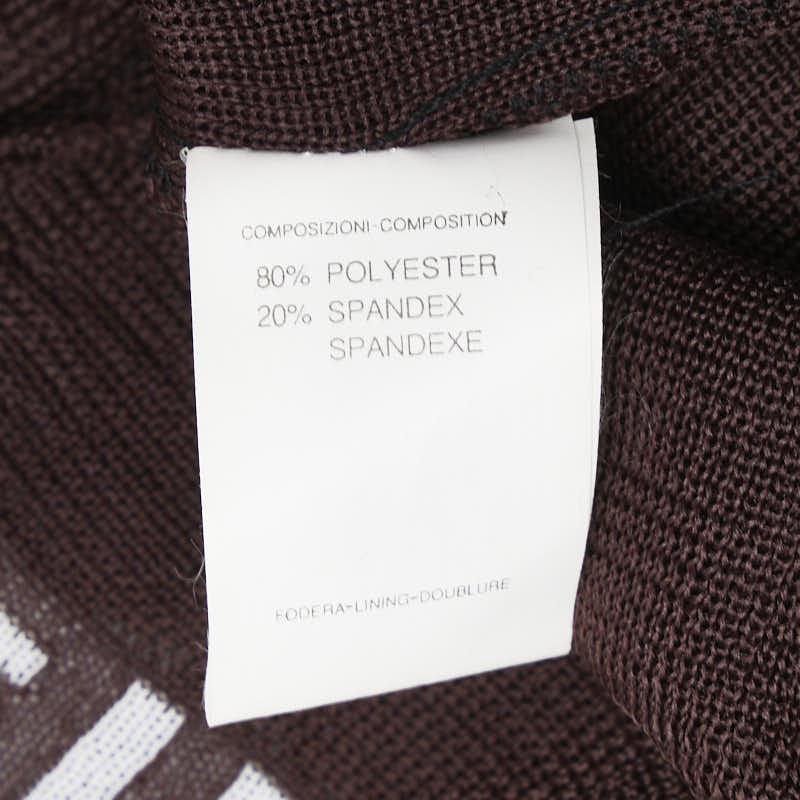 COMPOSIZIONI-COMPOSITION
80% POLYESTER
20% SPANDEX
SPANDEXE
FODERA-LINING-DOUBLURE